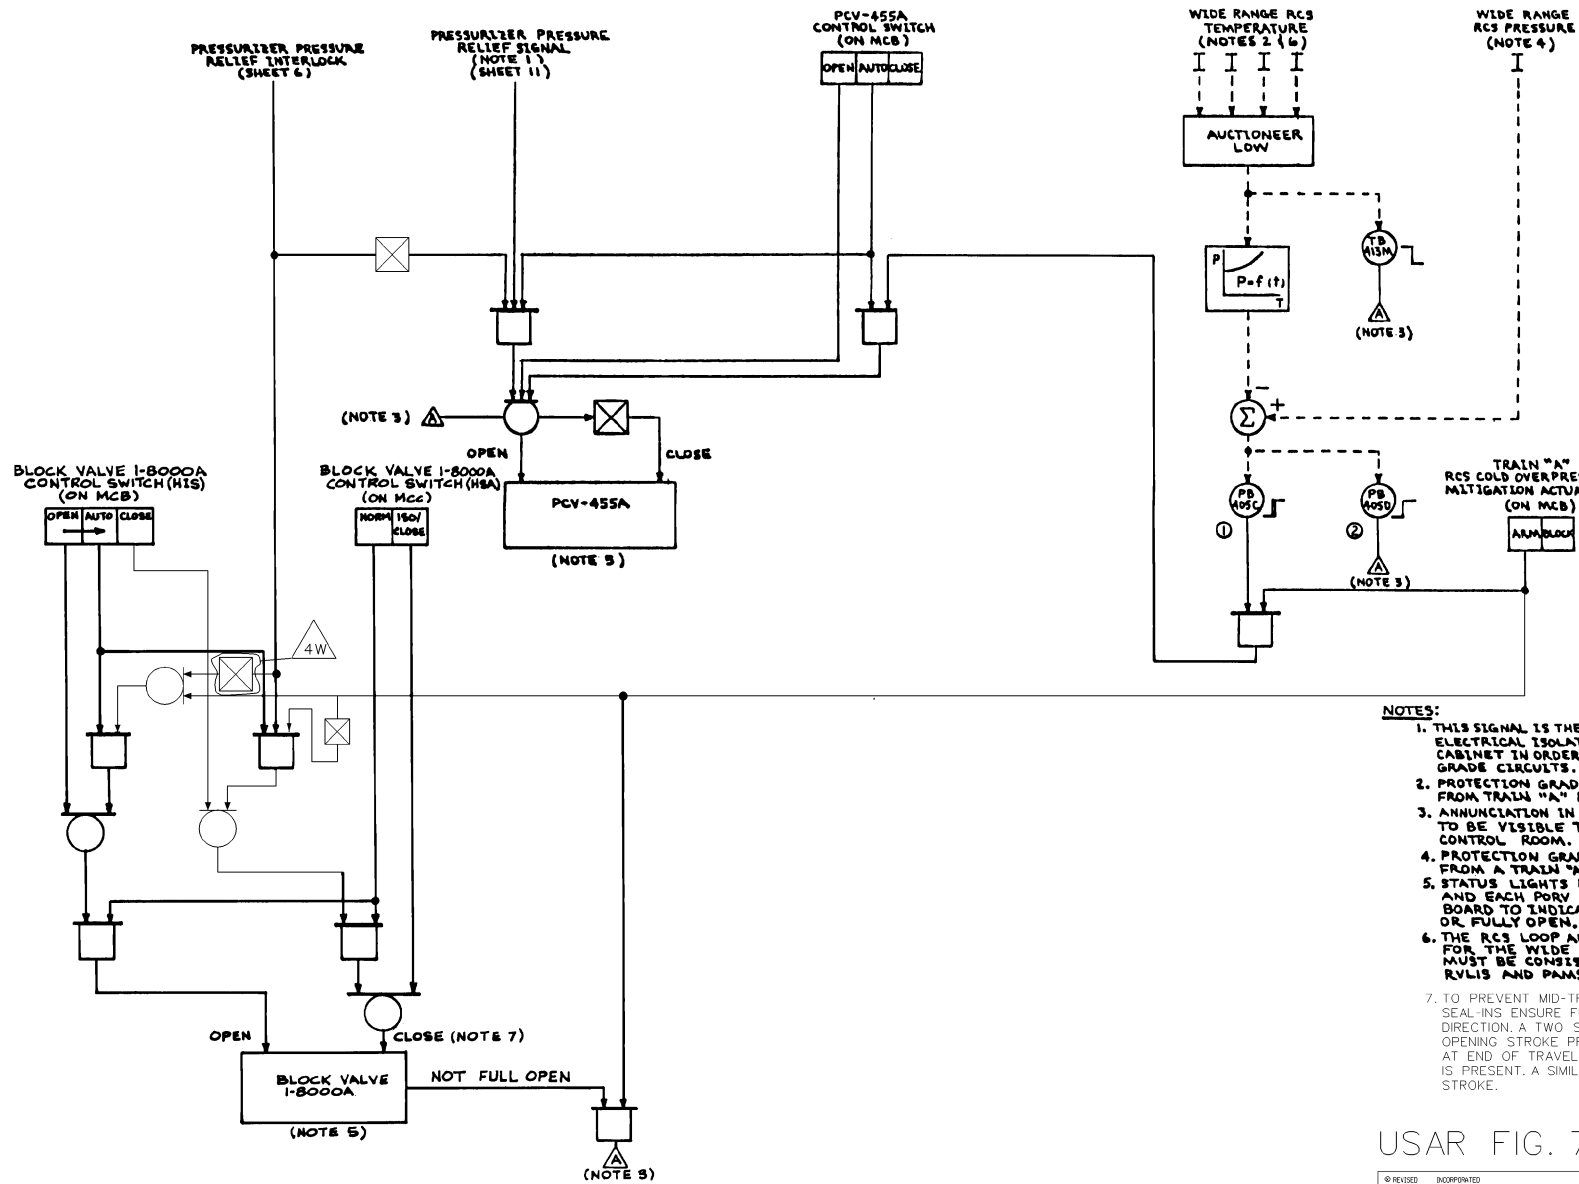 PRESSURIZER PRESSURE
RELIEF INTERLOCK
(SHEET 6)
PRESSURIZER PRESSURE
RELIEF SIGNAL
(NOTE 1)
(SHEET 11)
PCV-455A
CONTROL SWITCH
(ON MCB)
OPEN AUTO CLOSE
WIDE RANGE RCS
TEMPERATURE
(NOTES 2 & 6)
WIDE RANGE
RCS PRESSURE
(NOTE 4)
AUCTIONEER
LOW
TB
413M
A
(NOTE 3)
P
P=f(t)
T
−
+
Σ
(NOTE 3)
A
OPEN
CLOSE
PCV-455A
(NOTE 5)
BLOCK VALVE 1-8000A
CONTROL SWITCH (HIS)
(ON MCB)
OPEN AUTO CLOSE
BLOCK VALVE 1-8000A
CONTROL SWITCH (HSA)
(ON MCC)
NORM ISO/
CLOSE
PB
405C
1
PB
405D
2
A
(NOTE 3)
TRAIN "A"
RCS COLD OVERPRES
MITIGATION ACTUA
(ON MCB)
ARM BLOCK
4W
OPEN
CLOSE (NOTE 7)
BLOCK VALVE
1-8000A
(NOTE 5)
NOT FULL OPEN
A
(NOTE 3)
NOTES:
1. THIS SIGNAL IS THE
ELECTRICAL ISOLAT
CABINET IN ORDER
GRADE CIRCUITS.
2. PROTECTION GRAD
FROM TRAIN "A"
3. ANNUNCIATION IN
TO BE VISIBLE T
CONTROL ROOM.
4. PROTECTION GRA
FROM A TRAIN "A
5. STATUS LIGHTS
AND EACH PORV
BOARD TO INDICA
OR FULLY OPEN.
6. THE RCS LOOP A
FOR THE WIDE
MUST BE CONSIS
RVLIS AND PAMS
7. TO PREVENT MID-TR
SEAL-INS ENSURE F
DIRECTION. A TWO S
OPENING STROKE PR
AT END OF TRAVEL
IS PRESENT. A SIMIL
STROKE.
USAR FIG. 7
© REVISED INCORPORATED